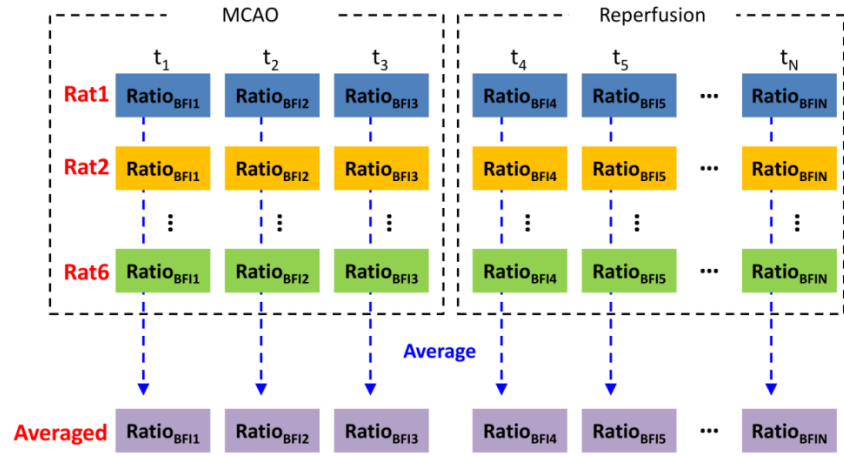 MCAO Reperfusion
t1 t2 t3 t4 t5 tN
Rat1 RatioBFI1 RatioBFI2 RatioBFI3 RatioBFI4 RatioBFI5 ... RatioBFIN
Rat2 RatioBFI1 RatioBFI2 RatioBFI3 RatioBFI4 RatioBFI5 RatioBFIN
Rat6 RatioBFI1 RatioBFI2 RatioBFI3 RatioBFI4 RatioBFI5 ... RatioBFIN
Average
Averaged RatioBFI1 RatioBFI2 RatioBFI3 RatioBFI4 RatioBFI5 ... RatioBFIN